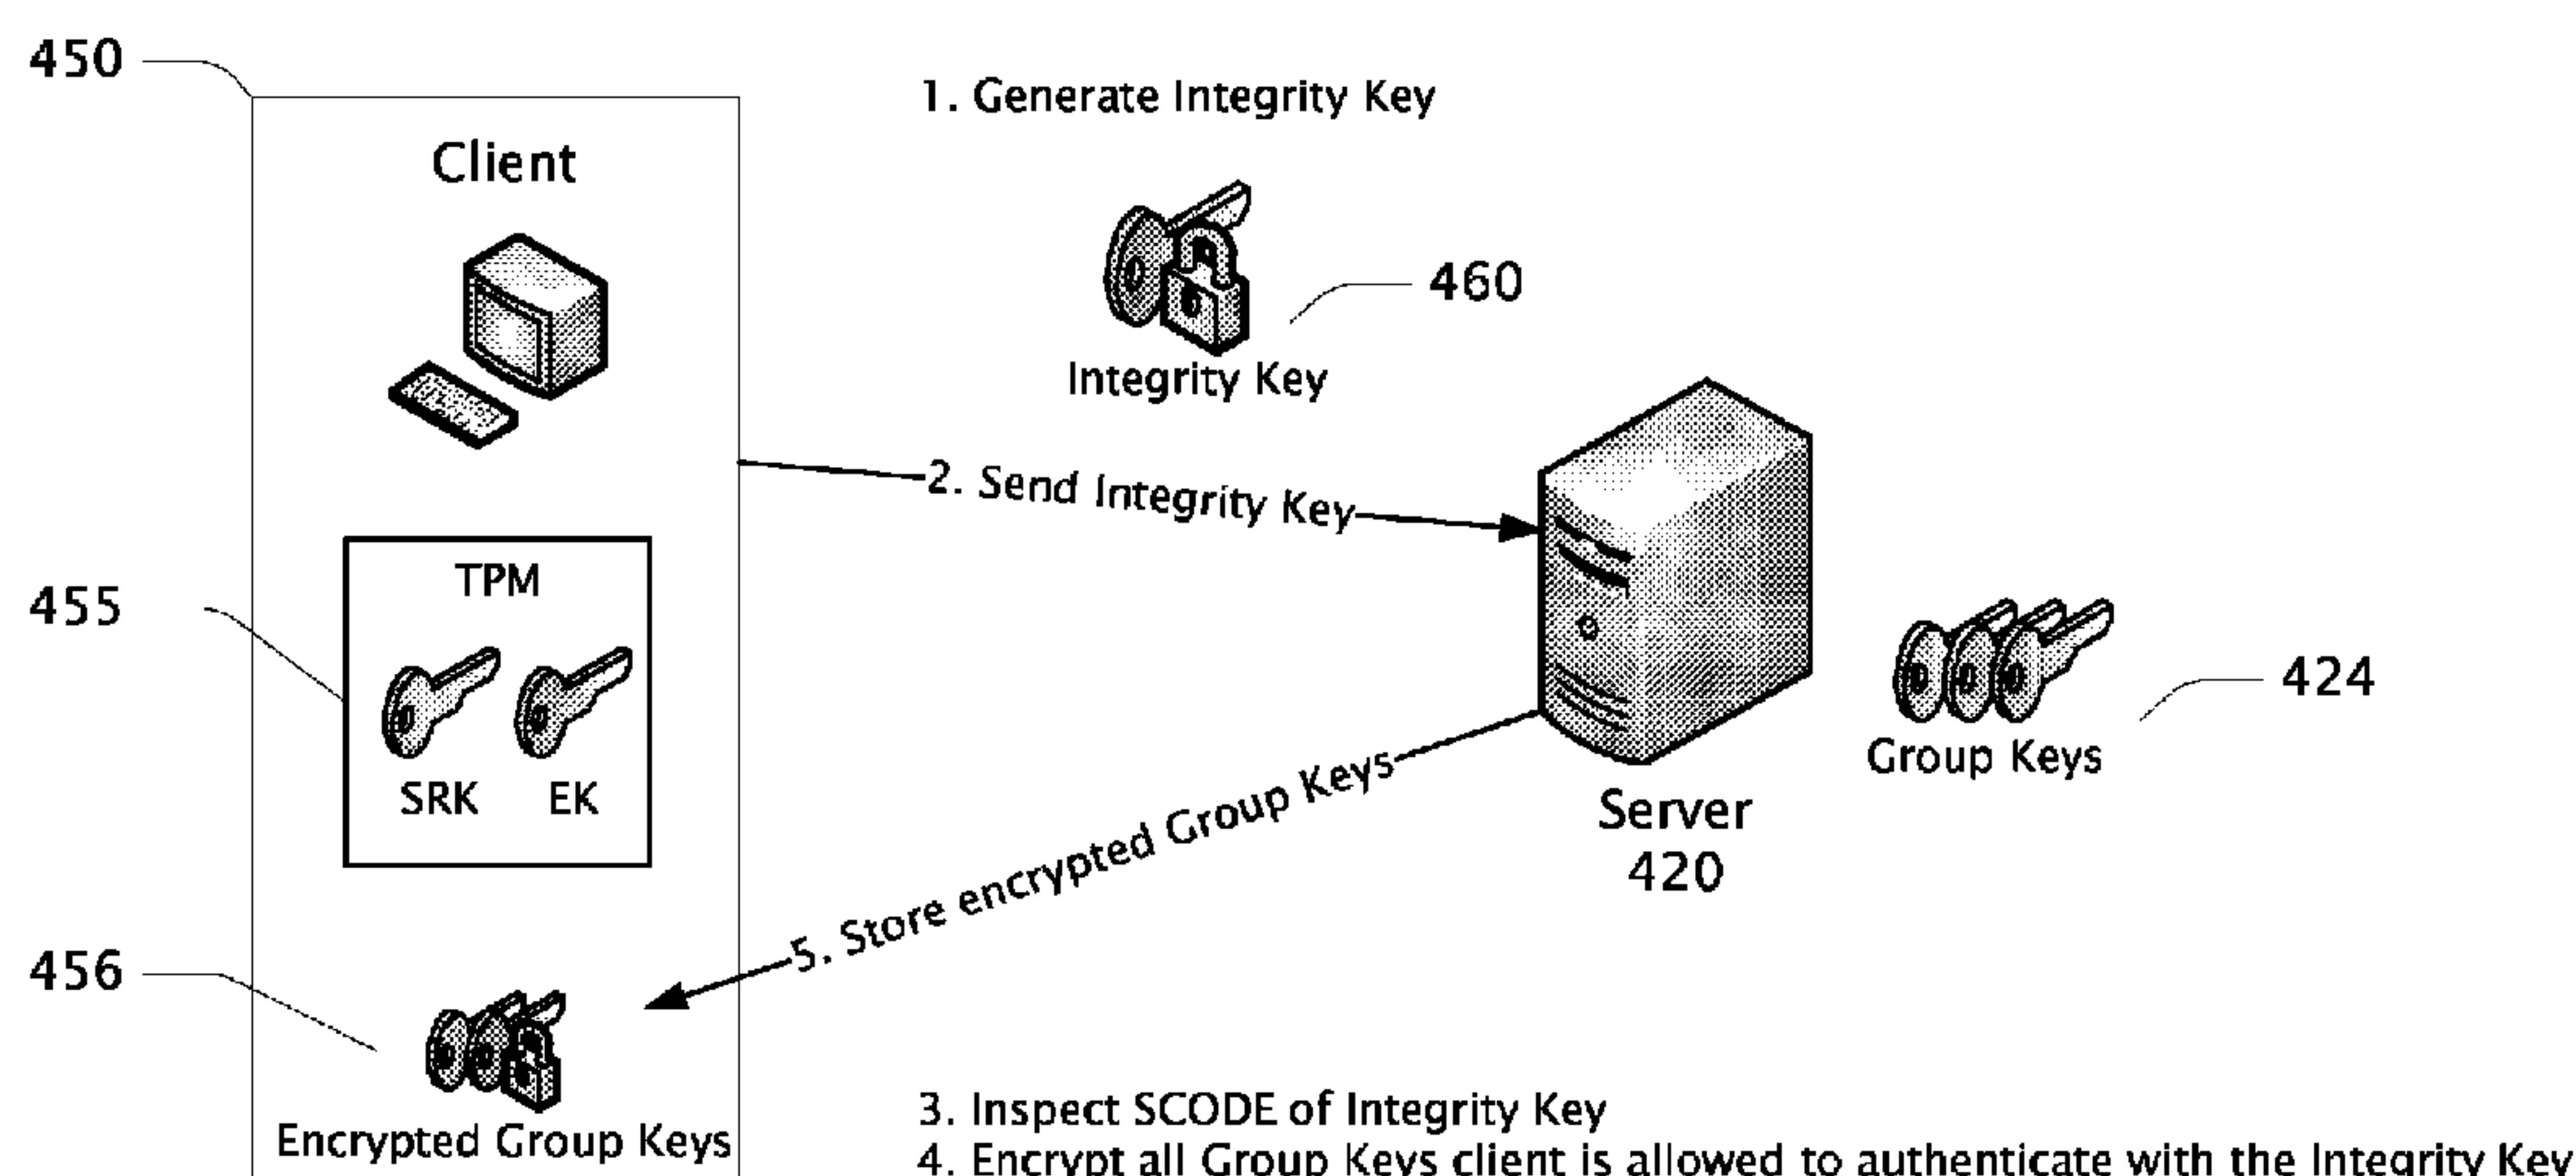 450
1. Generate Integrity Key
Client
460
Integrity Key
2. Send Integrity Key
TPM
455
424
SRK EK
Group Keys
Server
420
5. Store encrypted Group Keys
456
Encrypted Group Keys
3. Inspect SCODE of Integrity Key
4. Encrypt all Group Keys client is allowed to authenticate with the Integrity Key